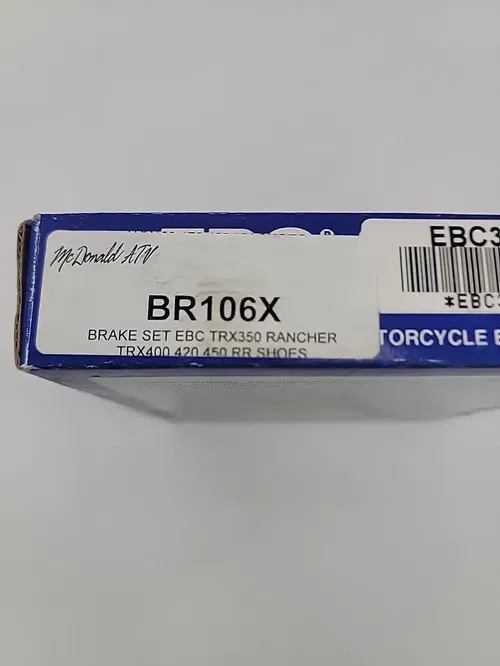 McDonald ATV
BR106X
BRAKE SET EBC TRX350 RANCHER
TRX400 420 450 RR SHOES
EBC3
*EBC3
TORCYCLE